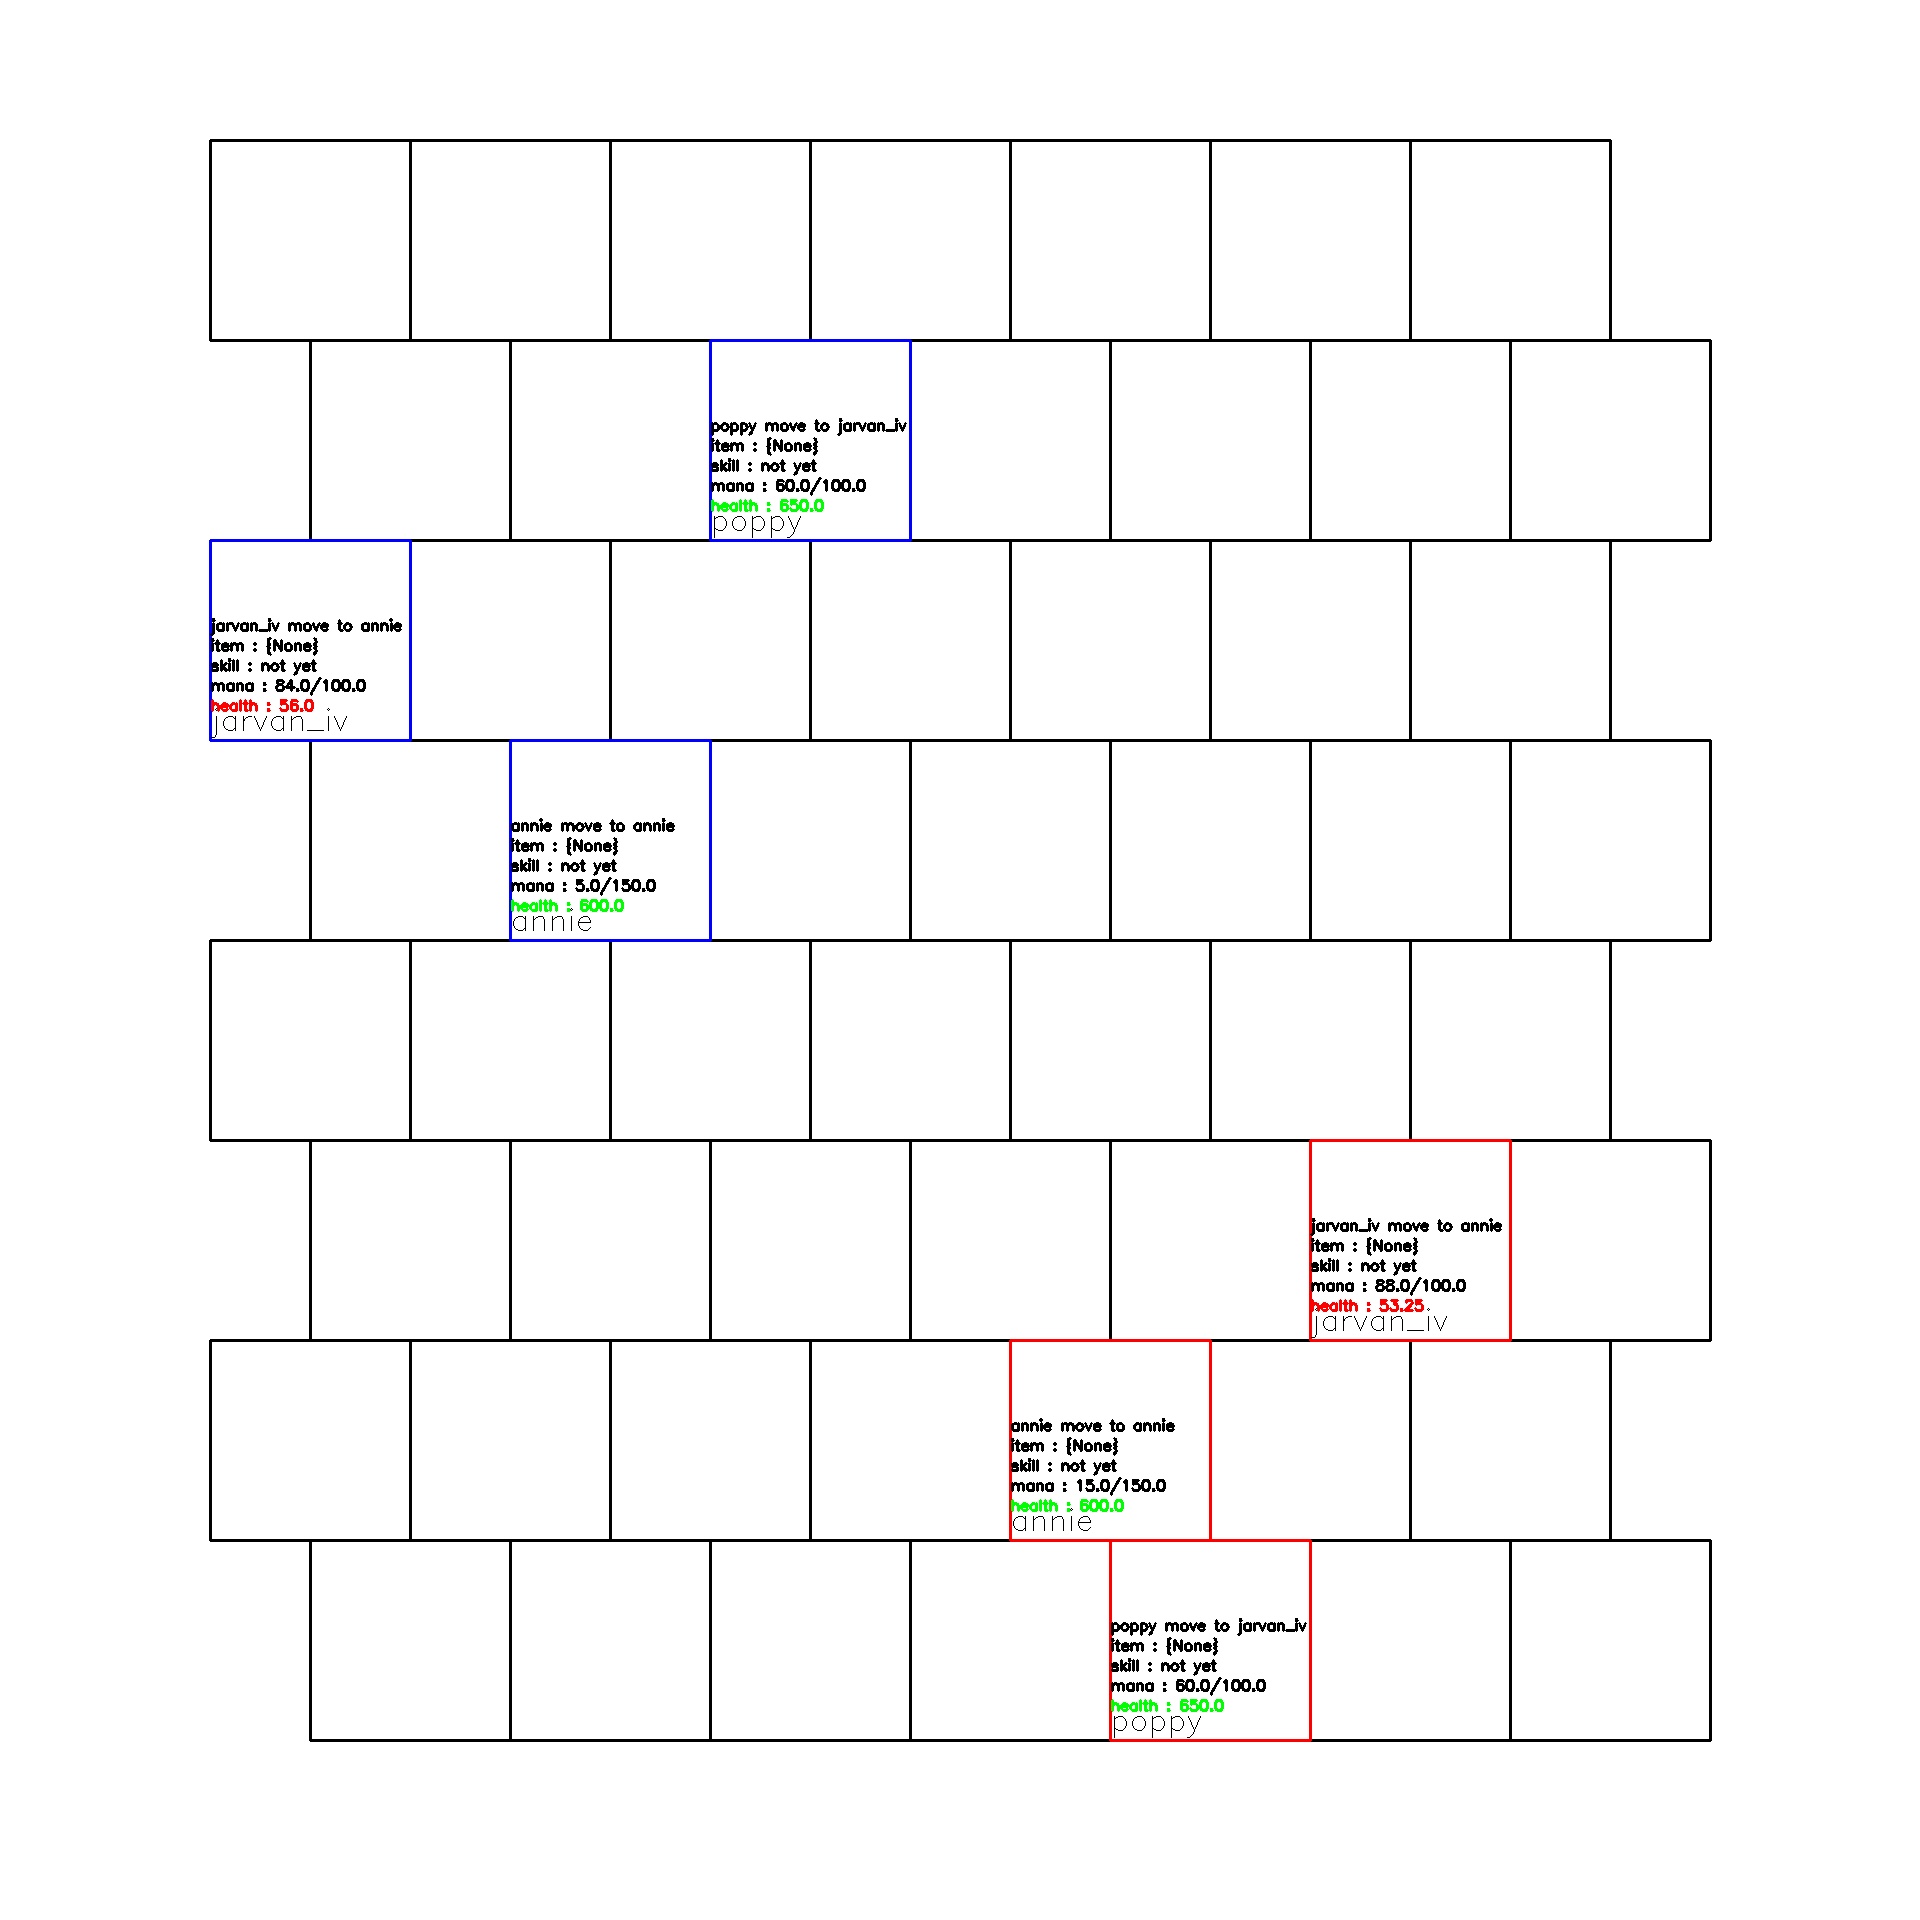 poppy move to jarvan_iv
item : {None}
skill : not yet
mana : 60.0/100.0
health : 650.0
poppy
jarvan_iv move to annie
item : {None}
skill : not yet
mana : 84.0/100.0
health : 56.0
jarvan_iv
annie move to annie
item : {None}
skill : not yet
mana : 5.0/150.0
health : 600.0
annie
jarvan_iv move to annie
item : {None}
skill : not yet
mana : 88.0/100.0
health : 53.25
jarvan_iv
annie move to annie
item : {None}
skill : not yet
mana : 15.0/150.0
health : 600.0
annie
poppy move to jarvan_iv
item : {None}
skill : not yet
mana : 60.0/100.0
health : 650.0
poppy